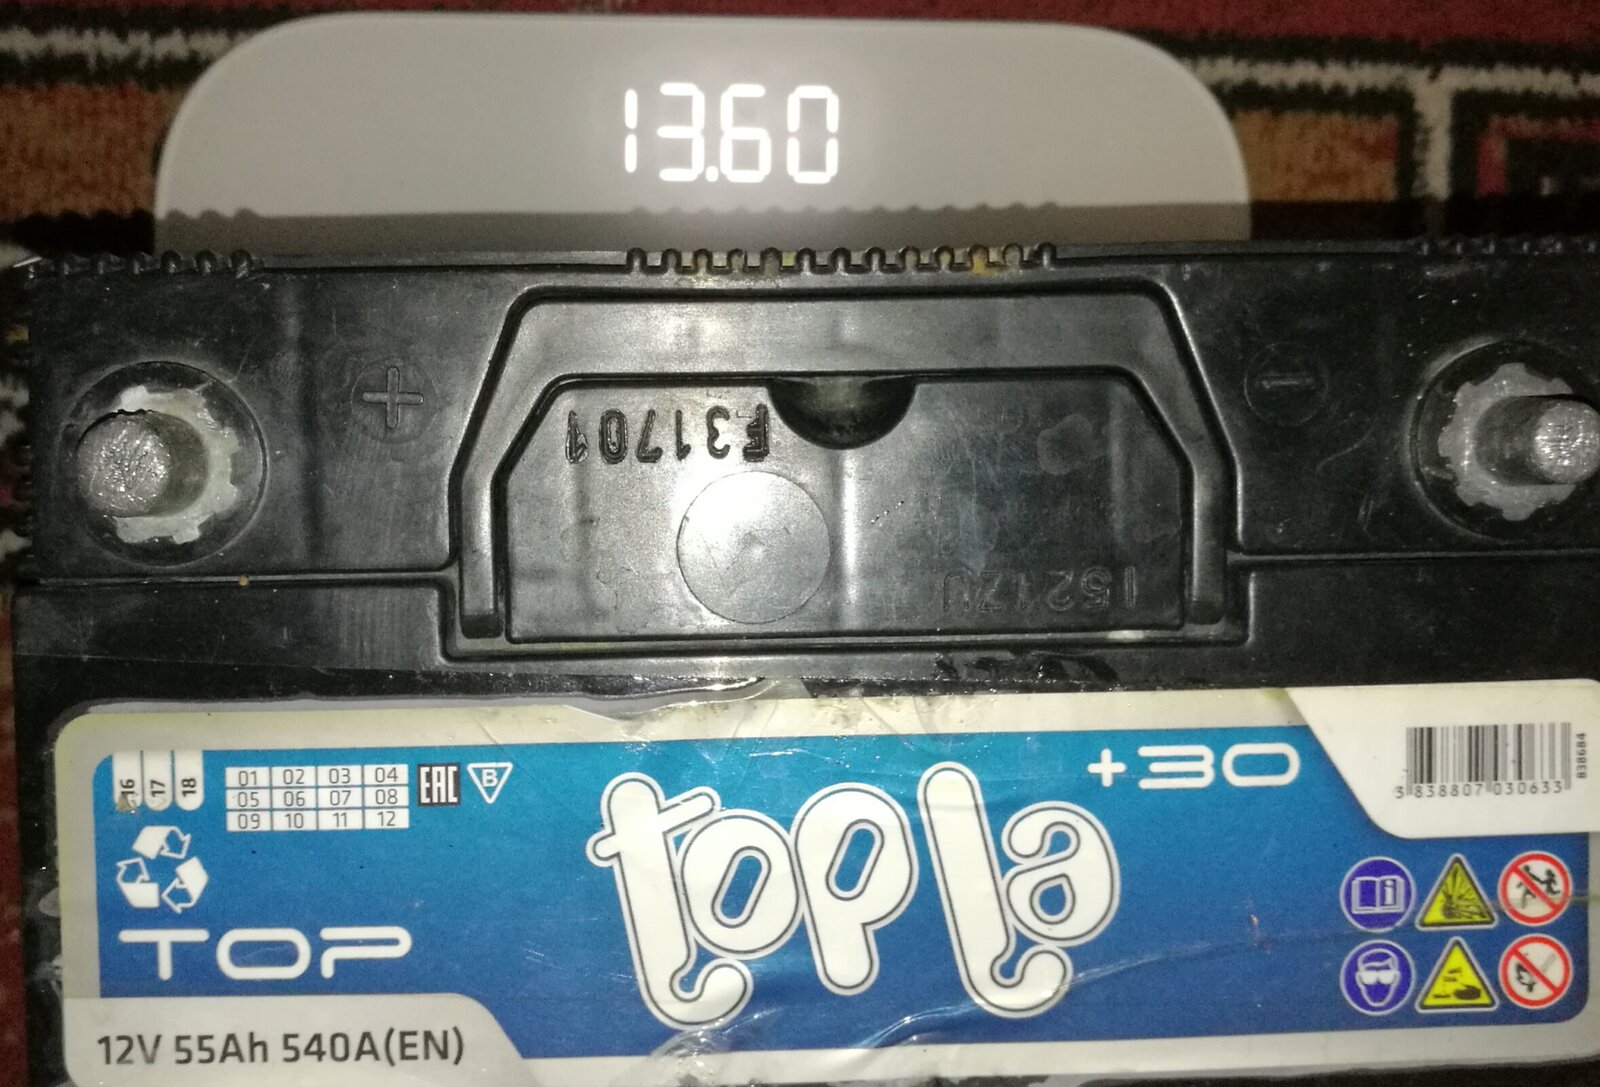 13.60
+
-
F31701
15217U
+30
838684
3 838807 030633
16 17 18
01 02 03 04
05 06 07 08
09 10 11 12
EAC
B
topla
TOP
12V 55Ah 540A(EN)